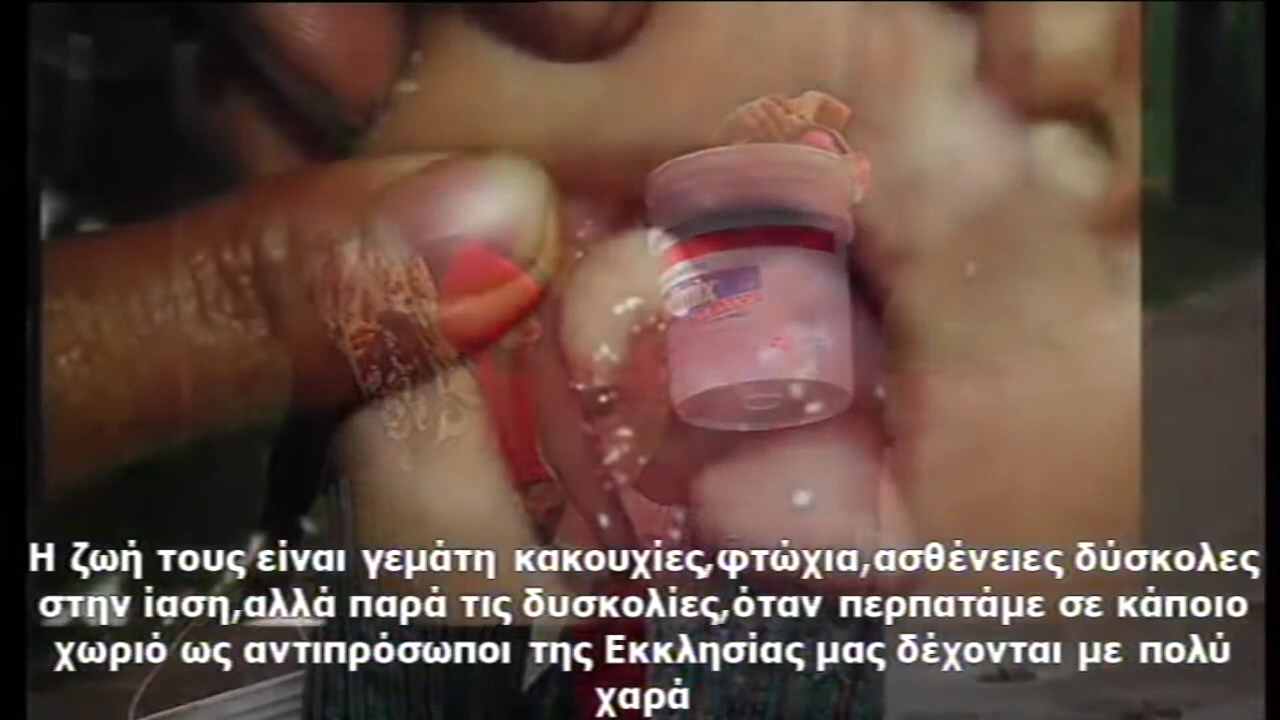 Η ζωή τους είναι γεμάτη κακουχίες,φτώχια,ασθένειες δύσκολες
στην ίαση,αλλά παρά τις δυσκολίες,όταν περπατάμε σε κάποιο
χωριό ως αντιπρόσωποι της Εκκλησίας μας δέχονται με πολύ
χαρά